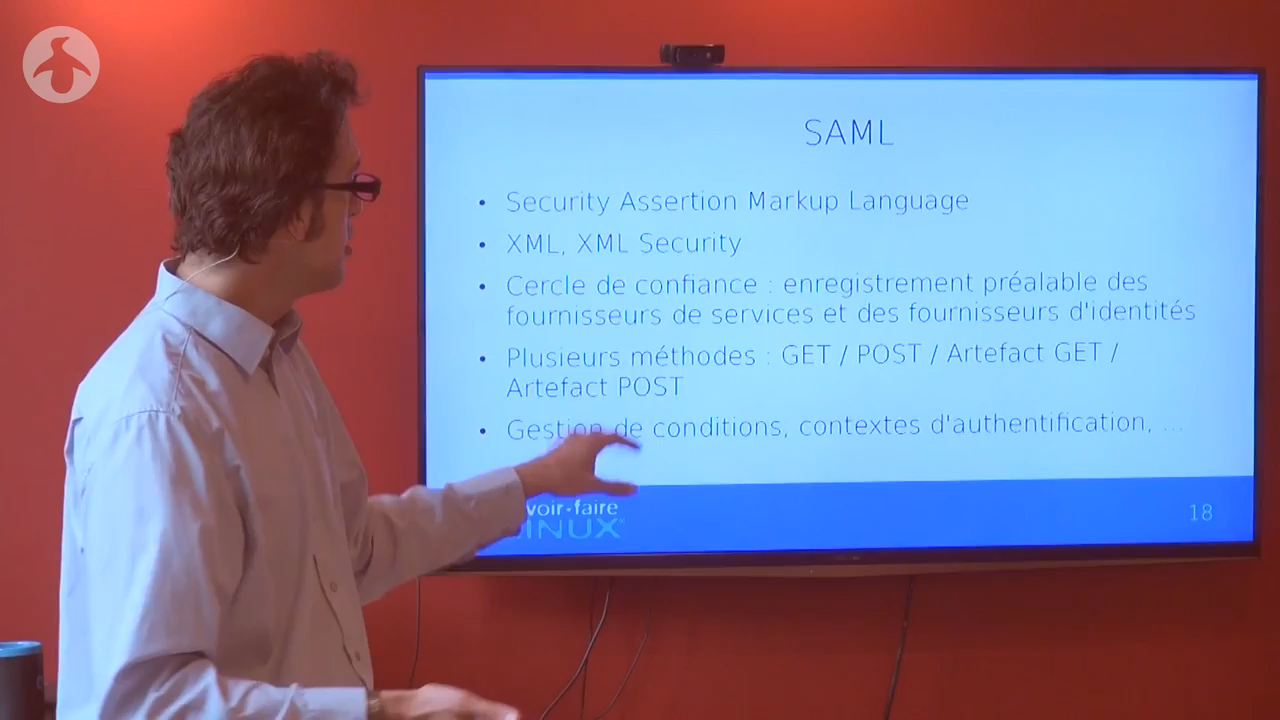 SAML
• Security Assertion Markup Language
• XML, XML Security
• Cercle de confiance : enregistrement préalable des
fournisseurs de services et des fournisseurs d'identités
• Plusieurs méthodes : GET / POST / Artefact GET /
Artefact POST
• Gestion de conditions, contextes d'authentification, ...
voir-faire
INUX
18